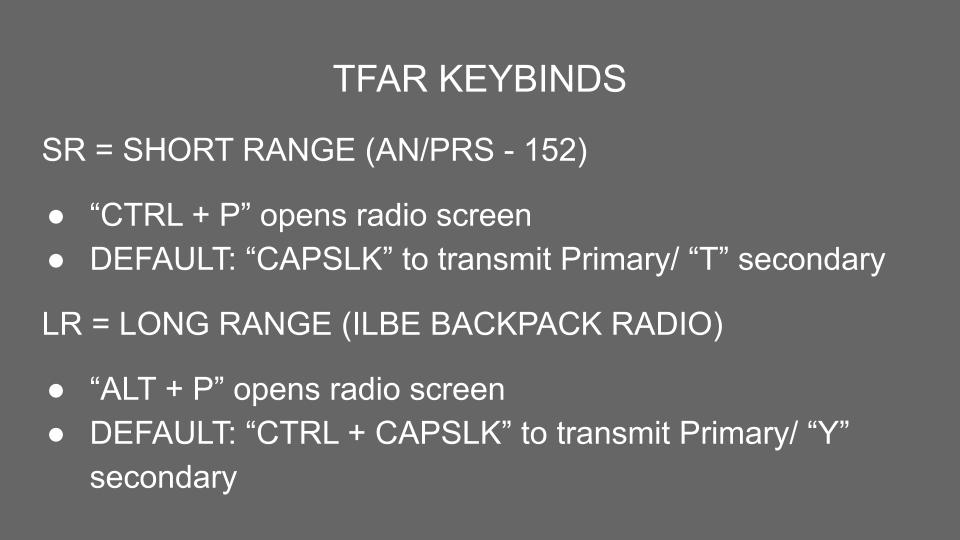 TFAR KEYBINDS
SR = SHORT RANGE (AN/PRS - 152)
● “CTRL + P” opens radio screen
● DEFAULT: “CAPSLK” to transmit Primary/ “T” secondary
LR = LONG RANGE (ILBE BACKPACK RADIO)
● “ALT + P” opens radio screen
● DEFAULT: “CTRL + CAPSLK” to transmit Primary/ “Y”
secondary